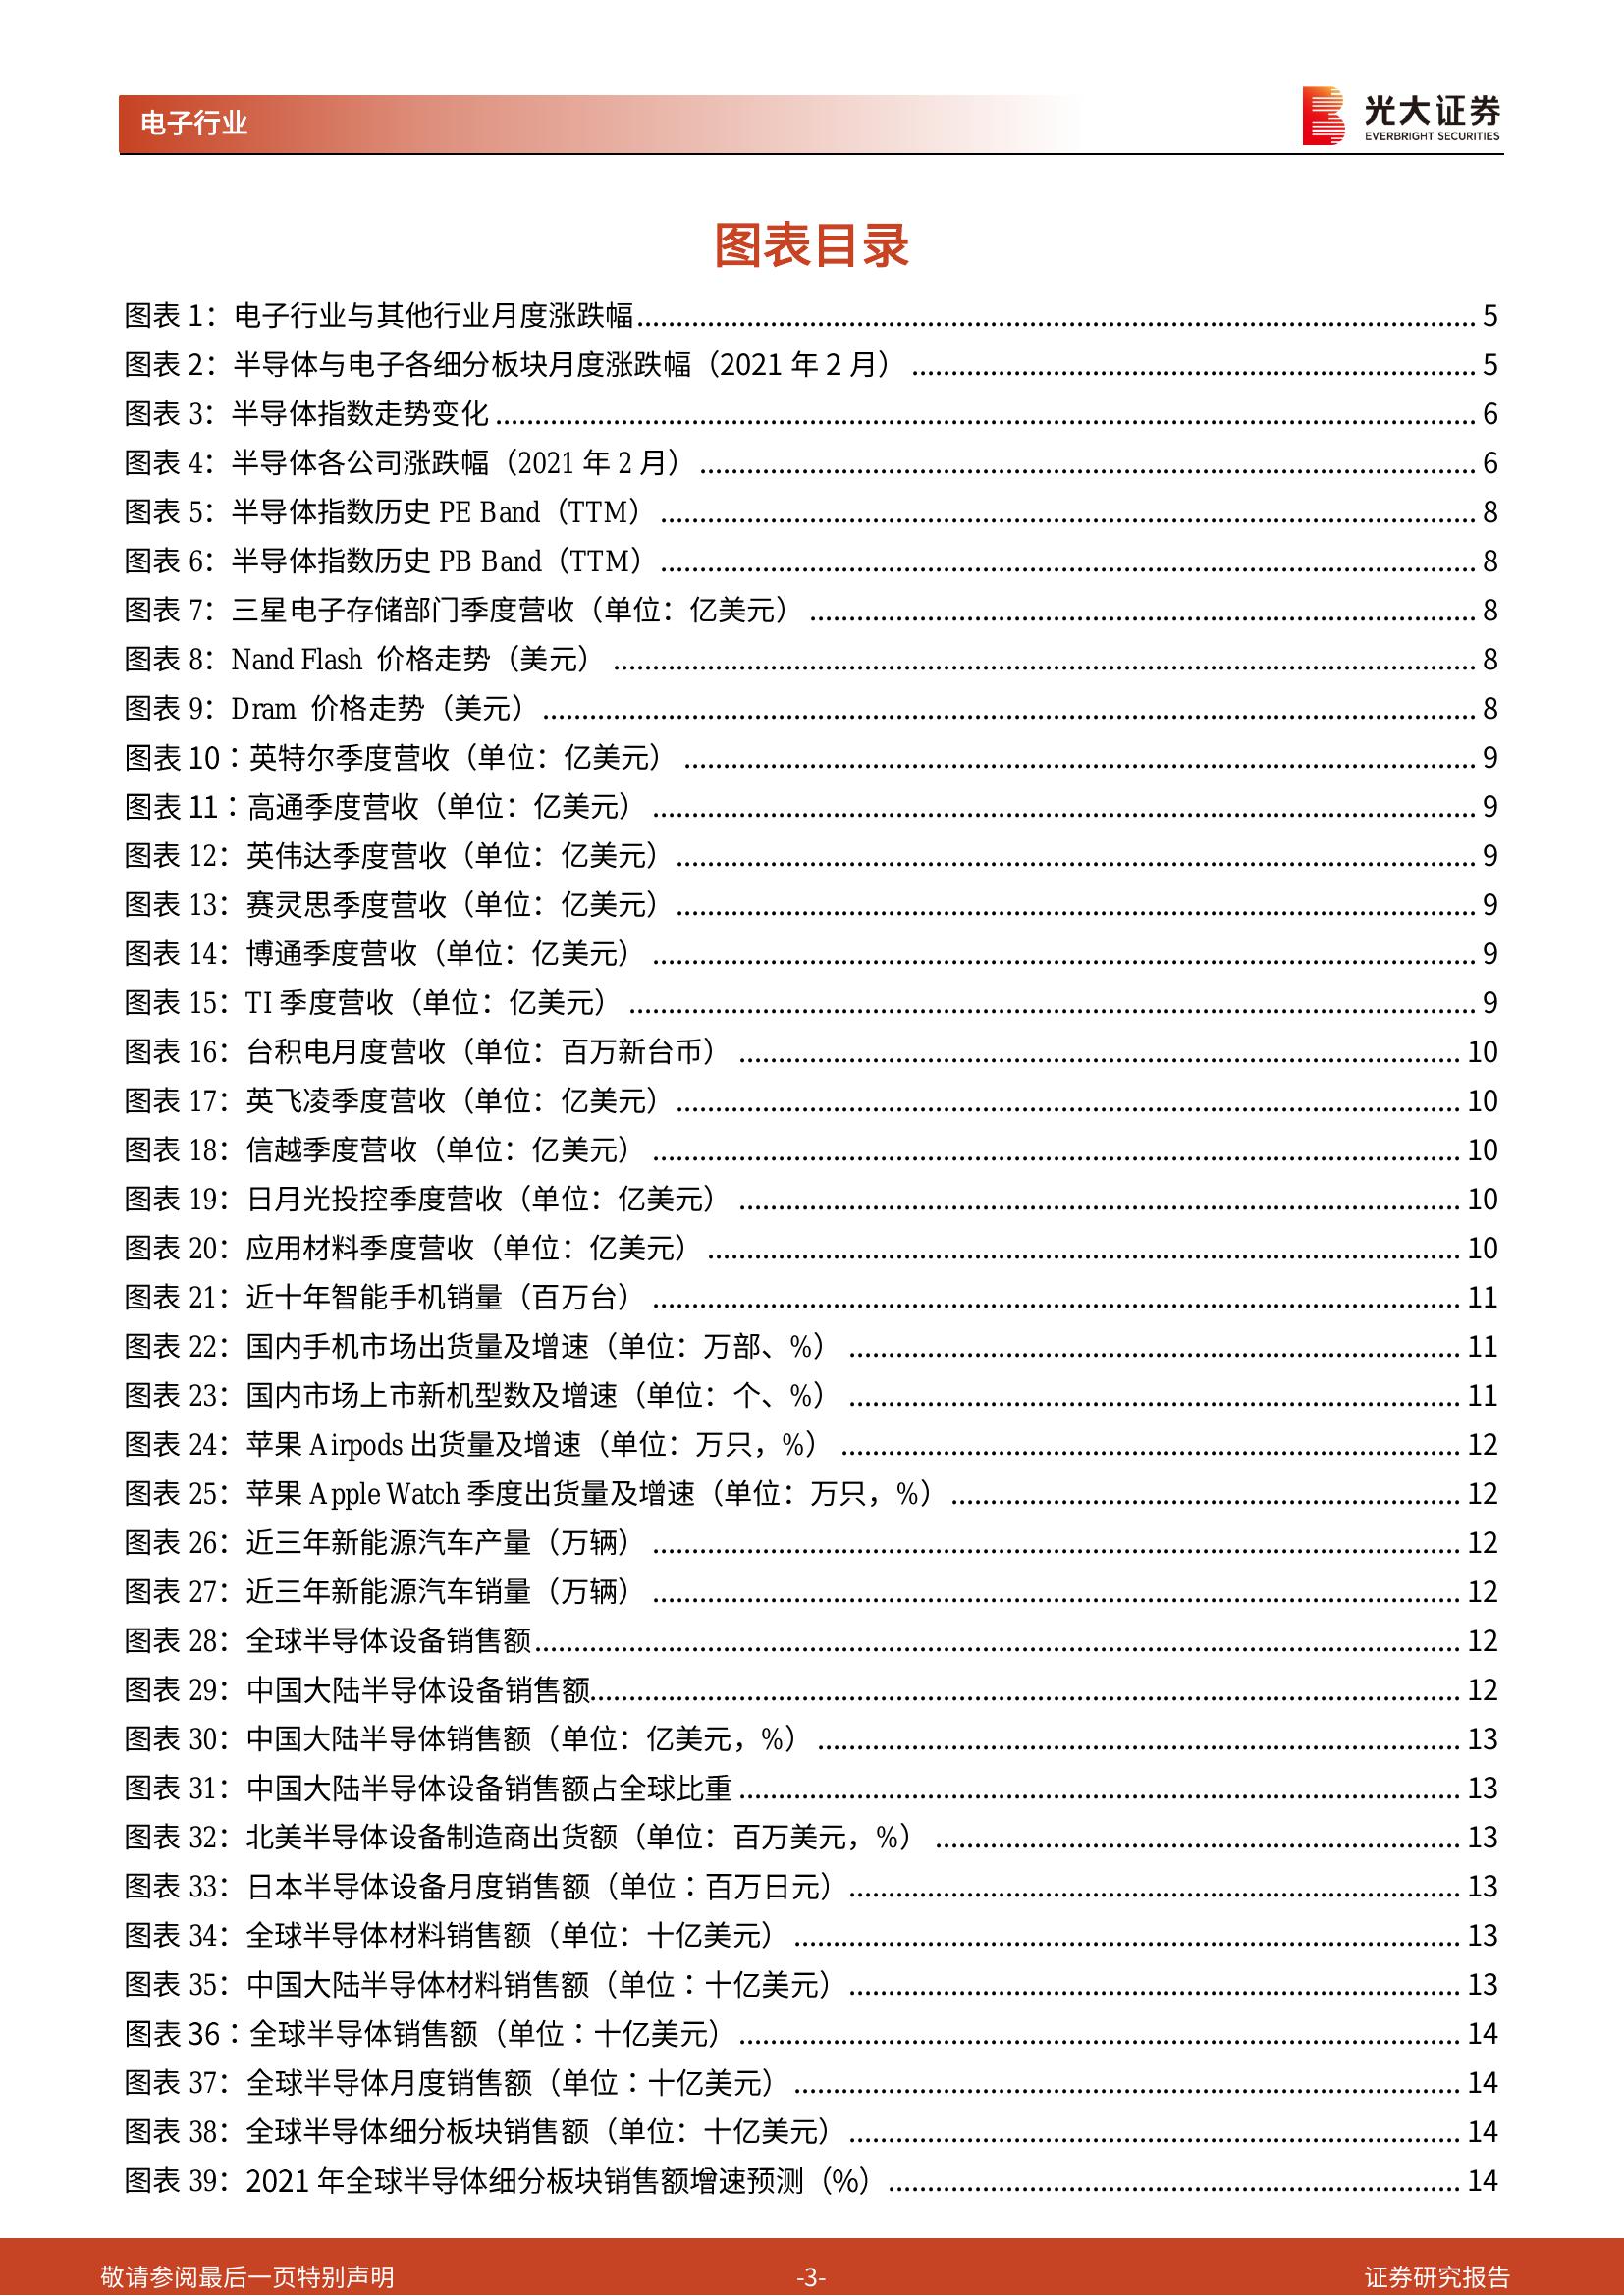 电子行业
光大证券
EVERBRIGHT SECURITIES
图表目录
图表 1：电子行业与其他行业月度涨跌幅 5
图表 2：半导体与电子各细分板块月度涨跌幅（2021 年 2 月） 5
图表 3：半导体指数走势变化 6
图表 4：半导体各公司涨跌幅（2021 年 2 月） 6
图表 5：半导体指数历史 PE Band（TTM） 8
图表 6：半导体指数历史 PB Band（TTM） 8
图表 7：三星电子存储部门季度营收（单位：亿美元） 8
图表 8：Nand Flash 价格走势（美元） 8
图表 9：Dram 价格走势（美元） 8
图表 10：英特尔季度营收（单位：亿美元） 9
图表 11：高通季度营收（单位：亿美元） 9
图表 12：英伟达季度营收（单位：亿美元） 9
图表 13：赛灵思季度营收（单位：亿美元） 9
图表 14：博通季度营收（单位：亿美元） 9
图表 15：TI 季度营收（单位：亿美元） 9
图表 16：台积电月度营收（单位：百万新台币） 10
图表 17：英飞凌季度营收（单位：亿美元） 10
图表 18：信越季度营收（单位：亿美元） 10
图表 19：日月光投控季度营收（单位：亿美元） 10
图表 20：应用材料季度营收（单位：亿美元） 10
图表 21：近十年智能手机销量（百万台） 11
图表 22：国内手机市场出货量及增速（单位：万部、%） 11
图表 23：国内市场上市新机型数及增速（单位：个、%） 11
图表 24：苹果 Airpods 出货量及增速（单位：万只，%） 12
图表 25：苹果 Apple Watch 季度出货量及增速（单位：万只，%） 12
图表 26：近三年新能源汽车产量（万辆） 12
图表 27：近三年新能源汽车销量（万辆） 12
图表 28：全球半导体设备销售额 12
图表 29：中国大陆半导体设备销售额 12
图表 30：中国大陆半导体销售额（单位：亿美元，%） 13
图表 31：中国大陆半导体设备销售额占全球比重 13
图表 32：北美半导体设备制造商出货额（单位：百万美元，%） 13
图表 33：日本半导体设备月度销售额（单位：百万日元） 13
图表 34：全球半导体材料销售额（单位：十亿美元） 13
图表 35：中国大陆半导体材料销售额（单位：十亿美元） 13
图表 36：全球半导体销售额（单位：十亿美元） 14
图表 37：全球半导体月度销售额（单位：十亿美元） 14
图表 38：全球半导体细分板块销售额（单位：十亿美元） 14
图表 39：2021 年全球半导体细分板块销售额增速预测（%） 14
敬请参阅最后一页特别声明 -3- 证券研究报告